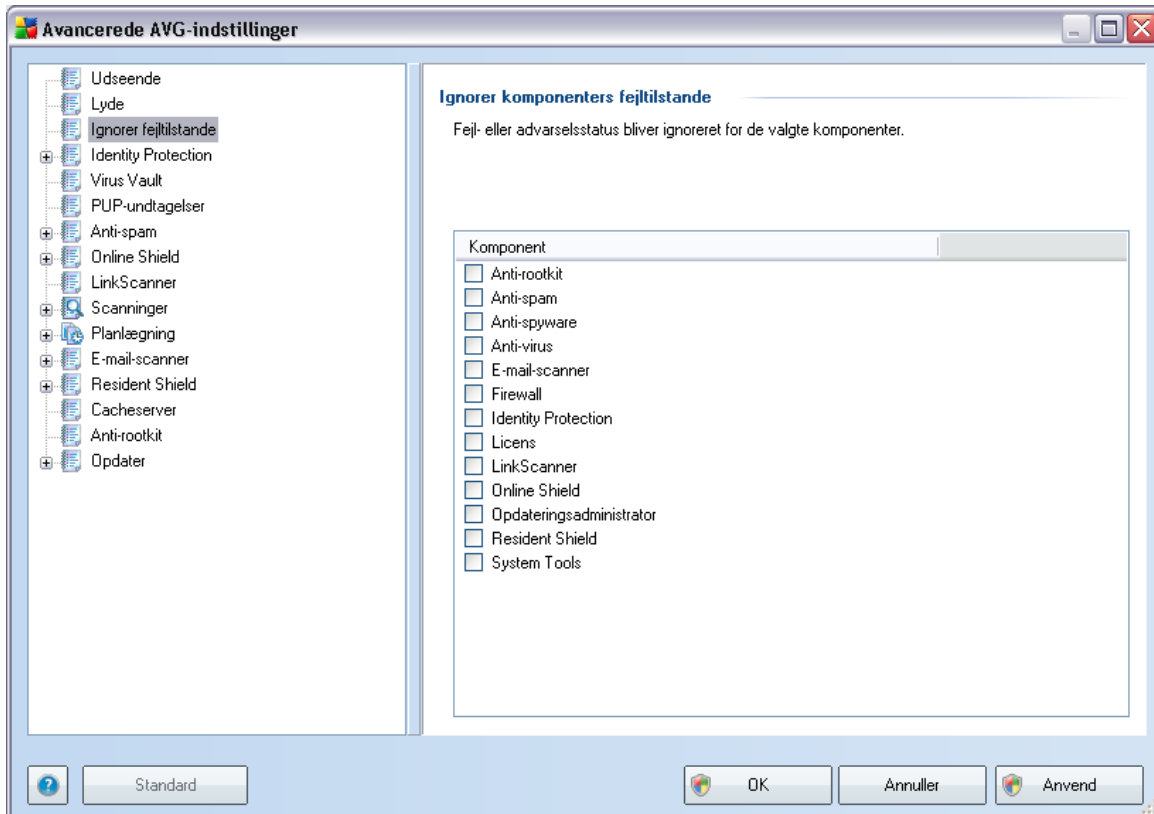 Avancerede AVG-indstillinger
Udseende
Lyde
Ignorer fejltilstande
Identity Protection
Virus Vault
PUP-undtagelser
Anti-spam
Online Shield
LinkScanner
Scanninger
Planlægning
E-mail-scanner
Resident Shield
Cacheserver
Anti-rootkit
Opdater
Ignorer komponenters fejltilstande
Fejl- eller advarselsstatus bliver ignoreret for de valgte komponenter.
Komponent
Anti-rootkit
Anti-spam
Anti-spyware
Anti-virus
E-mail-scanner
Firewall
Identity Protection
Licens
LinkScanner
Online Shield
Opdateringsadministrator
Resident Shield
System Tools
Standard
OK
Annuller
Anvend